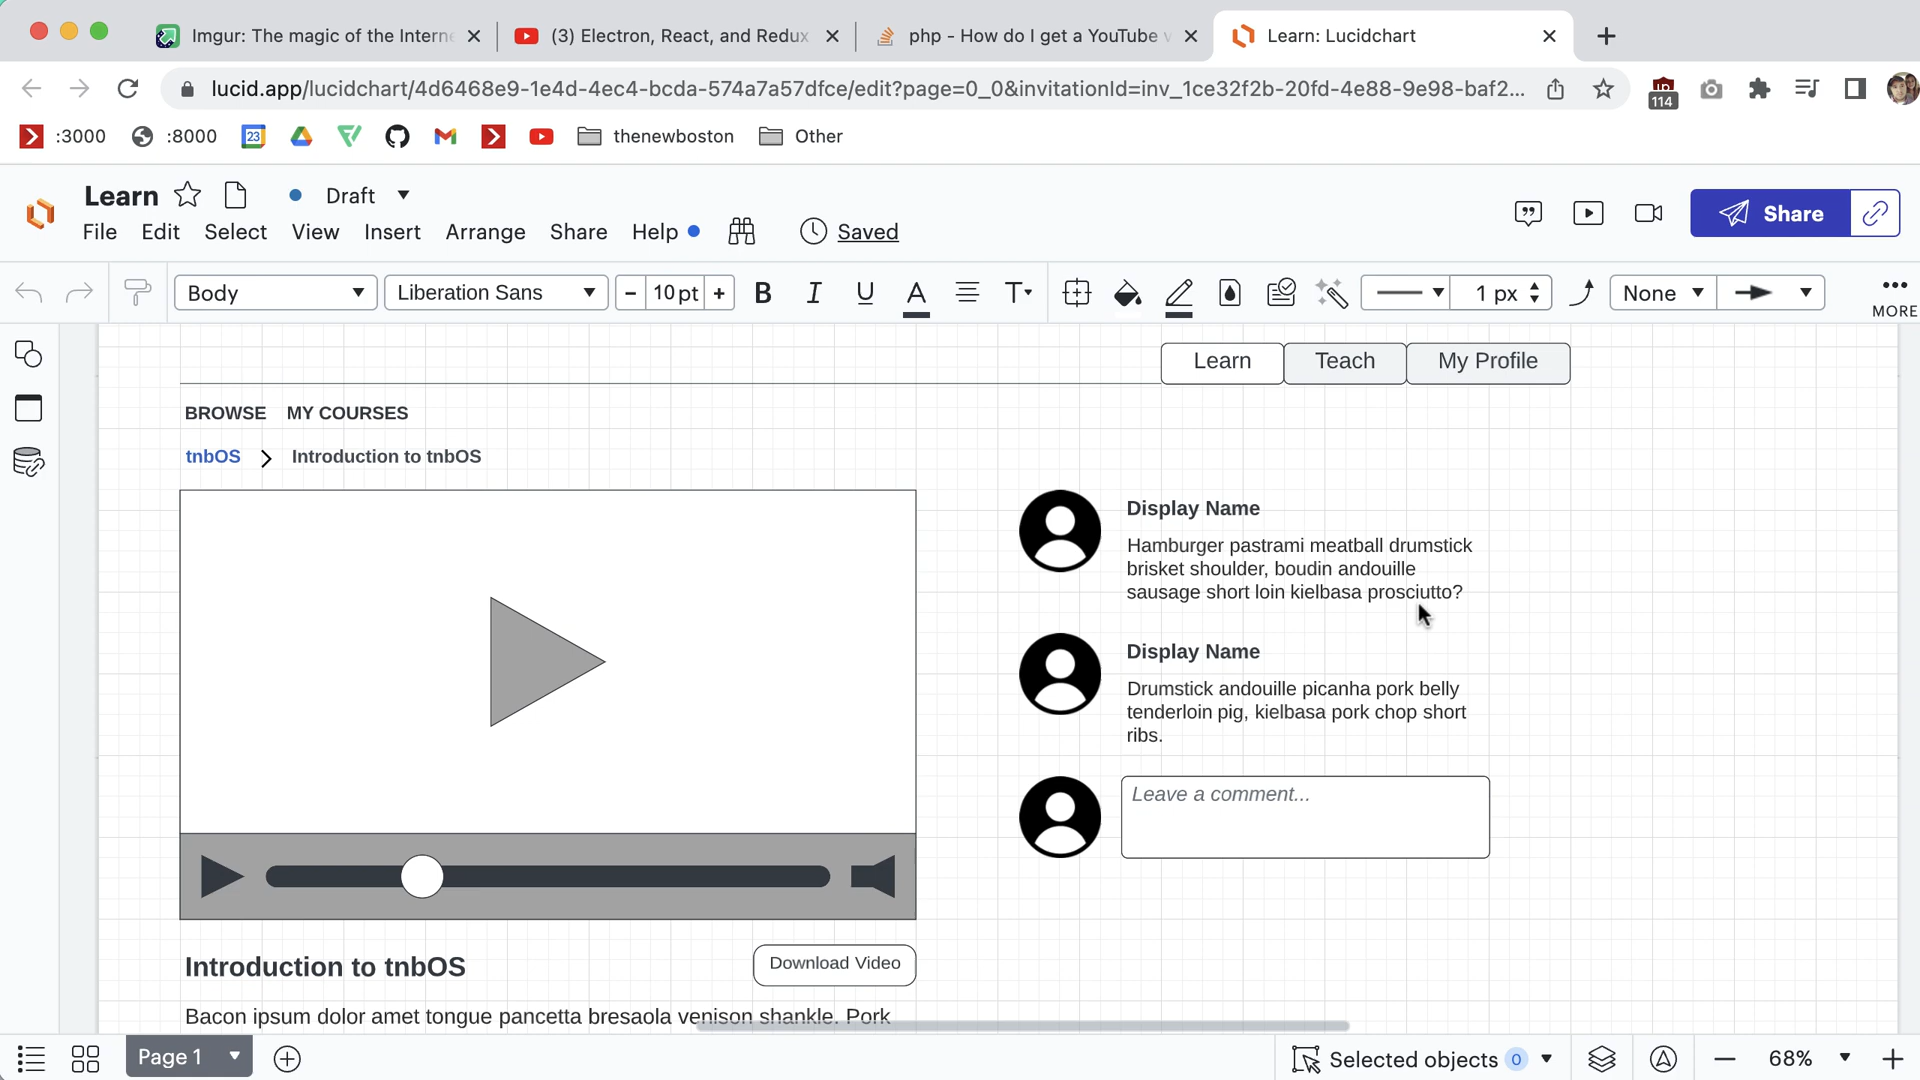 Imgur: The magic of the Interne
(3) Electron, React, and Redux
php - How do I get a YouTube v
Learn: Lucidchart
lucid.app/lucidchart/4d6468e9-1e4d-4ec4-bcda-574a7a57dfce/edit?page=0_0&invitationId=inv_1ce32f2b-20fd-4e88-9e98-baf2...
114
:3000
:8000
23
thenewboston
Other
Learn
Draft
File Edit Select View Insert Arrange Share Help
Saved
Share
Body
Liberation Sans
- 10 pt +
B I U A T
1 px
None
MORE
Learn
Teach
My Profile
BROWSE MY COURSES
tnbOS > Introduction to tnbOS
Display Name
Hamburger pastrami meatball drumstick
brisket shoulder, boudin andouille
sausage short loin kielbasa prosciutto?
Display Name
Drumstick andouille picanha pork belly
tenderloin pig, kielbasa pork chop short
ribs.
Leave a comment...
Introduction to tnbOS
Download Video
Bacon ipsum dolor amet tongue pancetta bresaola venison shankle. Pork
Page 1
Selected objects 0
68%